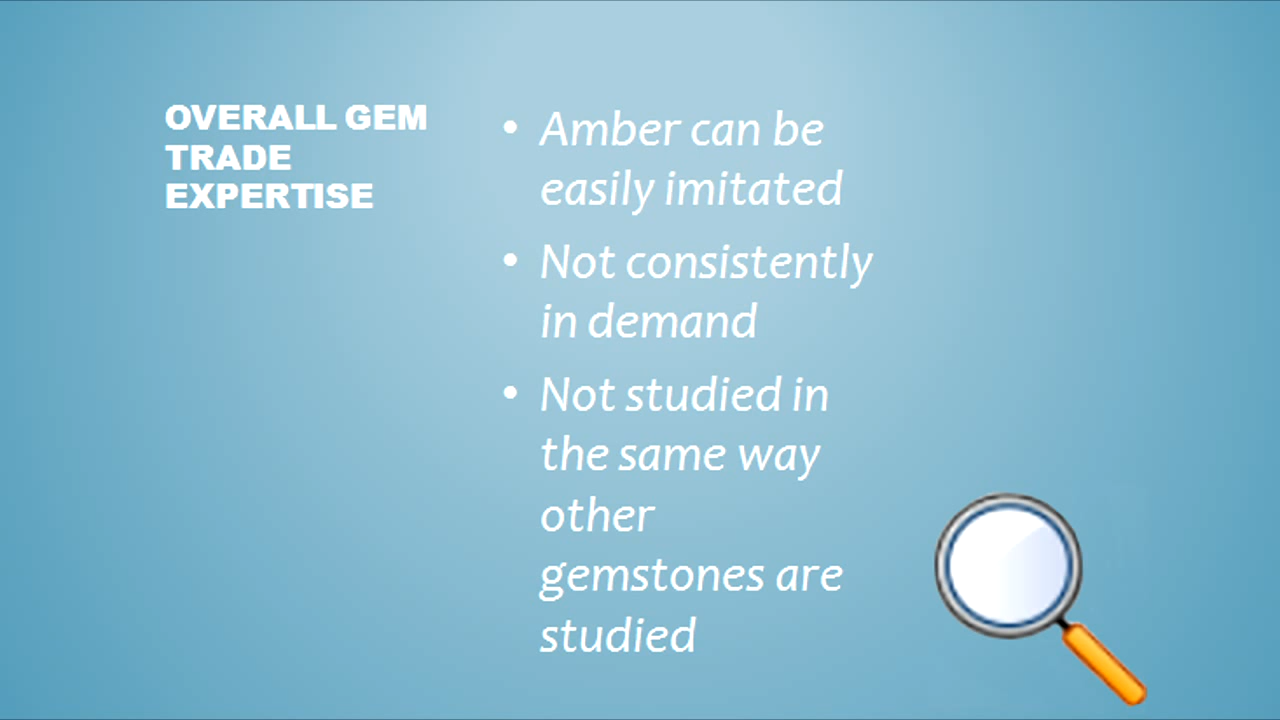 OVERALL GEM
TRADE
EXPERTISE
• Amber can be
easily imitated
• Not consistently
in demand
• Not studied in
the same way
other
gemstones are
studied